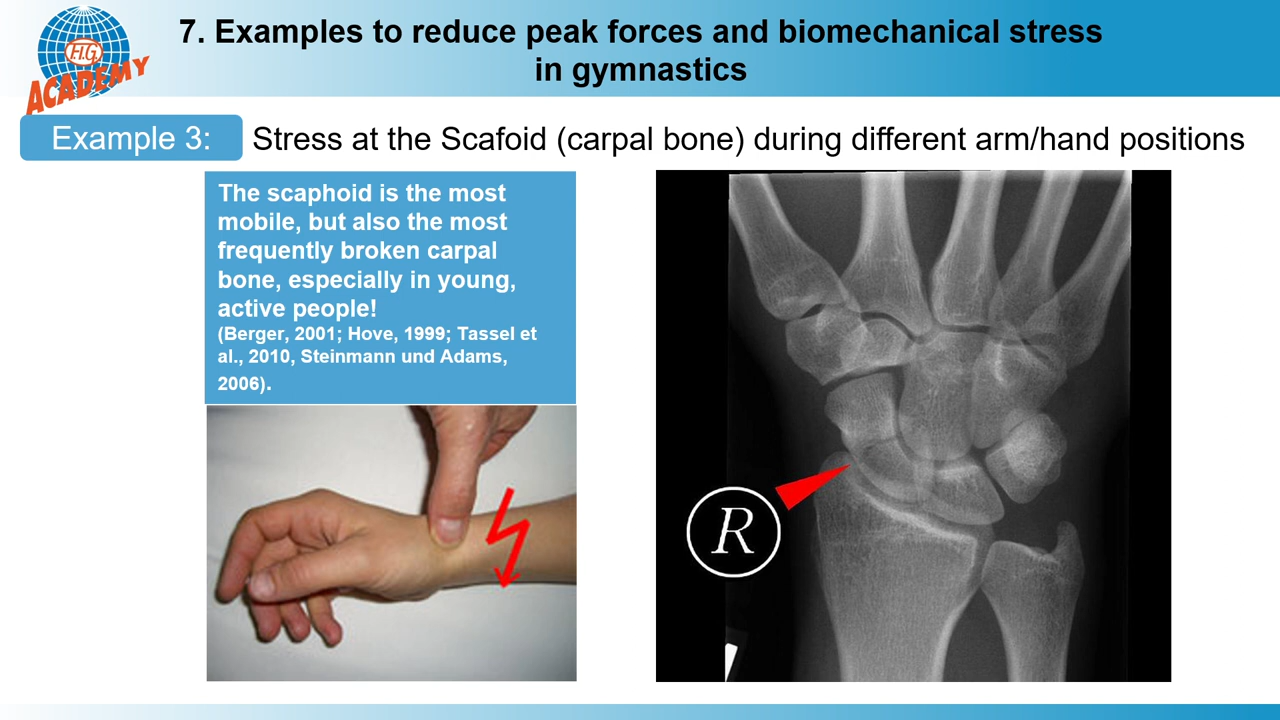 F.I.G.
ACADEMY
7. Examples to reduce peak forces and biomechanical stress
in gymnastics
Example 3:
Stress at the Scafoid (carpal bone) during different arm/hand positions
The scaphoid is the most
mobile, but also the most
frequently broken carpal
bone, especially in young,
active people!
(Berger, 2001; Hove, 1999; Tassel et
al., 2010, Steinmann und Adams,
2006).
R